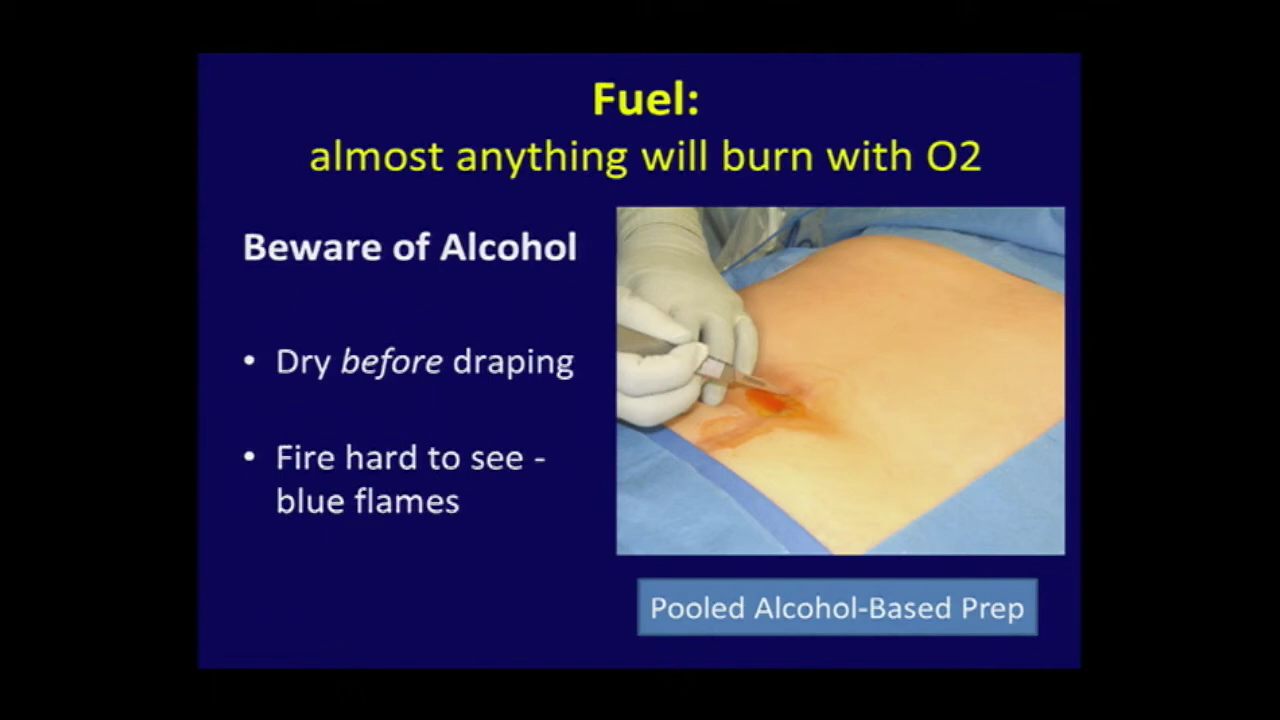 Fuel:
almost anything will burn with O2
Beware of Alcohol
• Dry before draping
• Fire hard to see -
blue flames
Pooled Alcohol-Based Prep